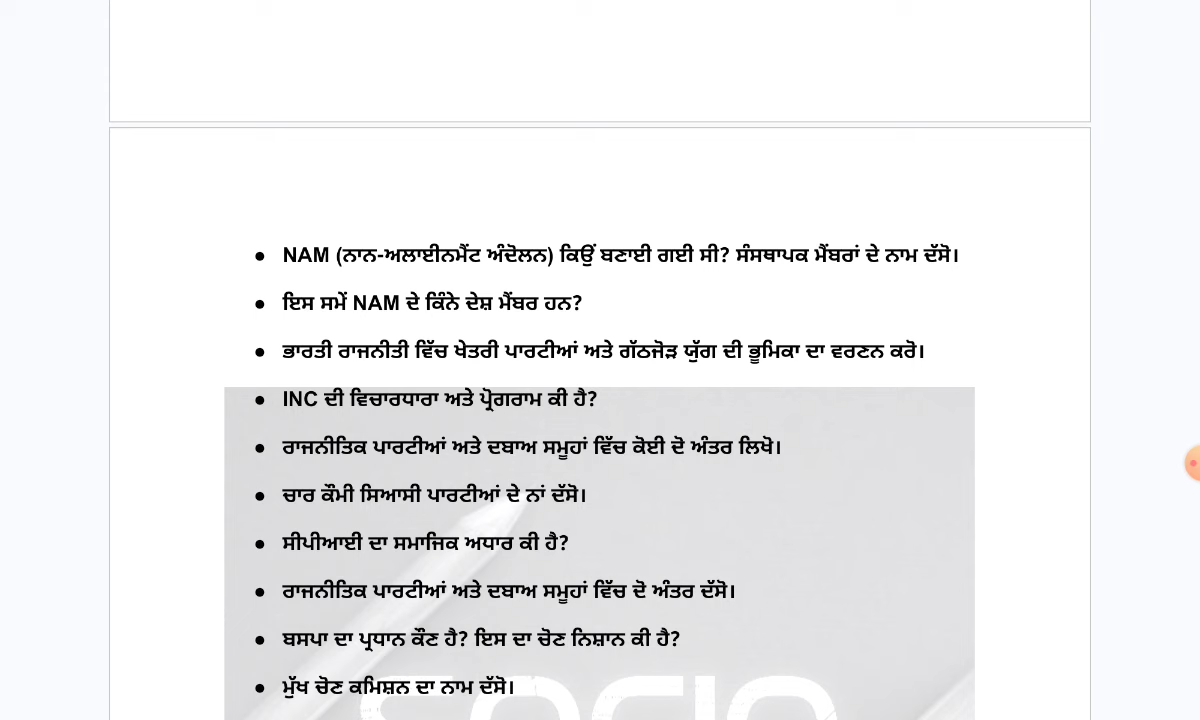 ● NAM (ਨਾਨ-ਅਲਾਈਨਮੈਂਟ ਅੰਦੋਲਨ) ਕਿਉਂ ਬਣਾਈ ਗਈ ਸੀ? ਸੰਸਥਾਪਕ ਮੈਂਬਰਾਂ ਦੇ ਨਾਮ ਦੱਸੋ।
● ਇਸ ਸਮੇਂ NAM ਦੇ ਕਿੰਨੇ ਦੇਸ਼ ਮੈਂਬਰ ਹਨ?
● ਭਾਰਤੀ ਰਾਜਨੀਤੀ ਵਿੱਚ ਖੇਤਰੀ ਪਾਰਟੀਆਂ ਅਤੇ ਗੱਠਜੋੜ ਯੁੱਗ ਦੀ ਭੂਮਿਕਾ ਦਾ ਵਰਣਨ ਕਰੋ।
● INC ਦੀ ਵਿਚਾਰਧਾਰਾ ਅਤੇ ਪ੍ਰੋਗਰਾਮ ਕੀ ਹੈ?
● ਰਾਜਨੀਤਿਕ ਪਾਰਟੀਆਂ ਅਤੇ ਦਬਾਅ ਸਮੂਹਾਂ ਵਿੱਚ ਕੋਈ ਦੋ ਅੰਤਰ ਲਿਖੋ।
● ਚਾਰ ਕੌਮੀ ਸਿਆਸੀ ਪਾਰਟੀਆਂ ਦੇ ਨਾਂ ਦੱਸੋ।
● ਸੀਪੀਆਈ ਦਾ ਸਮਾਜਿਕ ਅਧਾਰ ਕੀ ਹੈ?
● ਰਾਜਨੀਤਿਕ ਪਾਰਟੀਆਂ ਅਤੇ ਦਬਾਅ ਸਮੂਹਾਂ ਵਿੱਚ ਦੋ ਅੰਤਰ ਦੱਸੋ।
● ਬਸਪਾ ਦਾ ਪ੍ਰਧਾਨ ਕੌਣ ਹੈ? ਇਸ ਦਾ ਚੋਣ ਨਿਸ਼ਾਨ ਕੀ ਹੈ?
● ਮੁੱਖ ਚੋਣ ਕਮਿਸ਼ਨ ਦਾ ਨਾਮ ਦੱਸੋ।